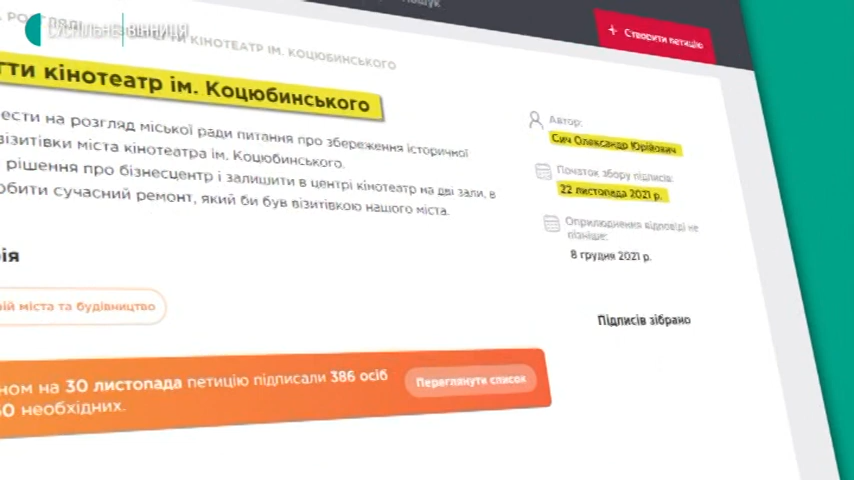 СУСПІЛЬНЕ ВІННИЦЯ
КІНОТЕАТР ІМ. КОЦЮБИНСЬКОГО
+ Створити петицію
кінотеатр ім. Коцюбинського
ести на розгляд міської ради питання про збереження історичної
візитівки міста кінотеатра ім. Коцюбинського.
рішення про бізнесцентр і залишити в центрі кінотеатр на дві зали, в
обити сучасний ремонт, який би був візитівкою нашого міста.
Автор:
Сич Олександр Юрійович
Початок збору підписів:
22 листопада 2021 р.
Оприлюднення відповіді не
пізніше:
8 грудня 2021 р.
Підписів зібрано
ія
ій міста та будівництво
ном на 30 листопада петицію підписали 386 осіб
0 необхідних.
Переглянути список